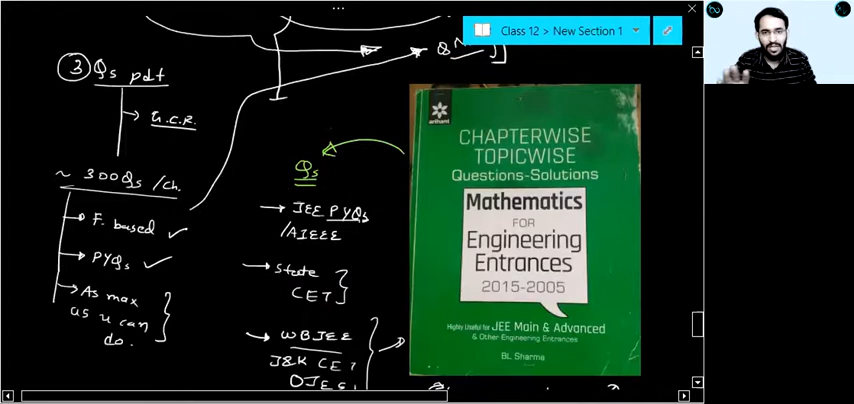 Class 12 > New Section 1
③ Qs pdf
→ U.C.R.
~ 300Qs /ch.
→ F. based ✓
→ PYQs ✓
→ As max
as u can
do.
Qs
→ JEE PYQs
/AIEEE
→ State
CET
→ WBJEE
J&K CET
OJEE
arihant
CHAPTERWISE
TOPICWISE
Questions-Solutions
Mathematics
FOR
Engineering
Entrances
2015-2005
Highly Useful for JEE Main & Advanced
& Other Engineering Entrances
BL Sharma